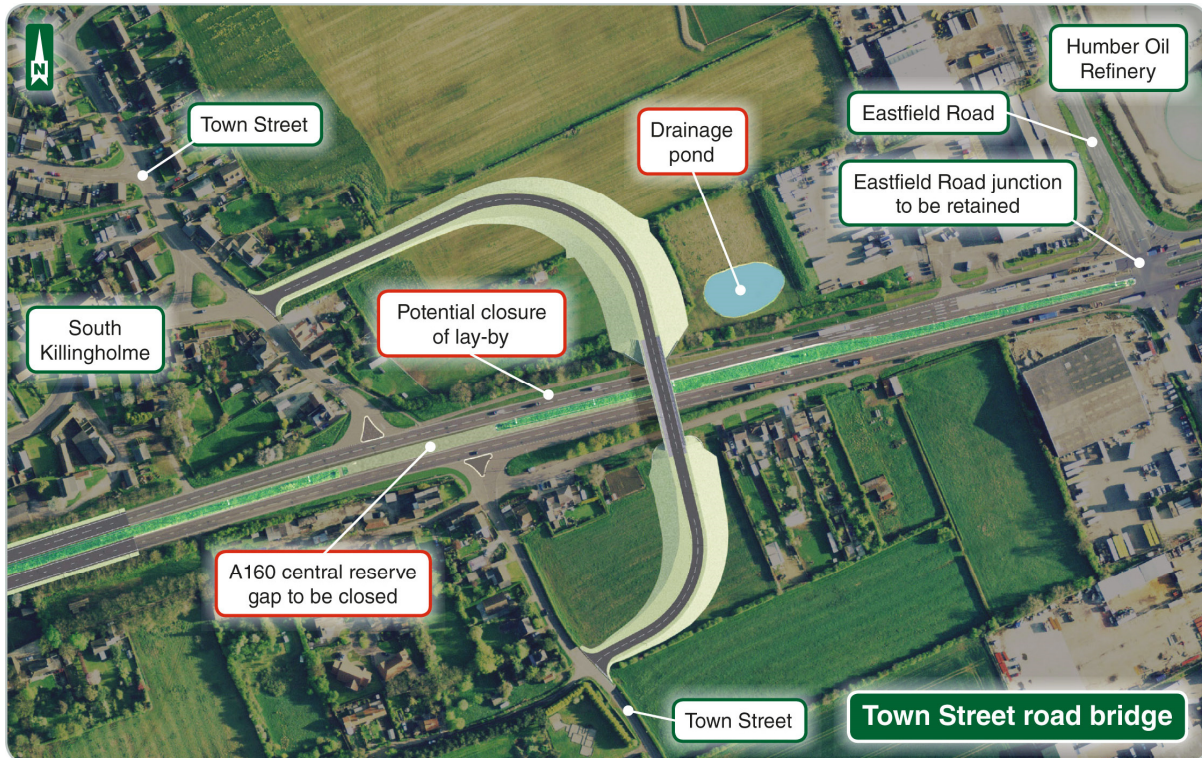 N
Town Street
Drainage
pond
Humber Oil
Refinery
Eastfield Road
Eastfield Road junction
to be retained
South
Killingholme
Potential closure
of lay-by
A160 central reserve
gap to be closed
Town Street
Town Street road bridge